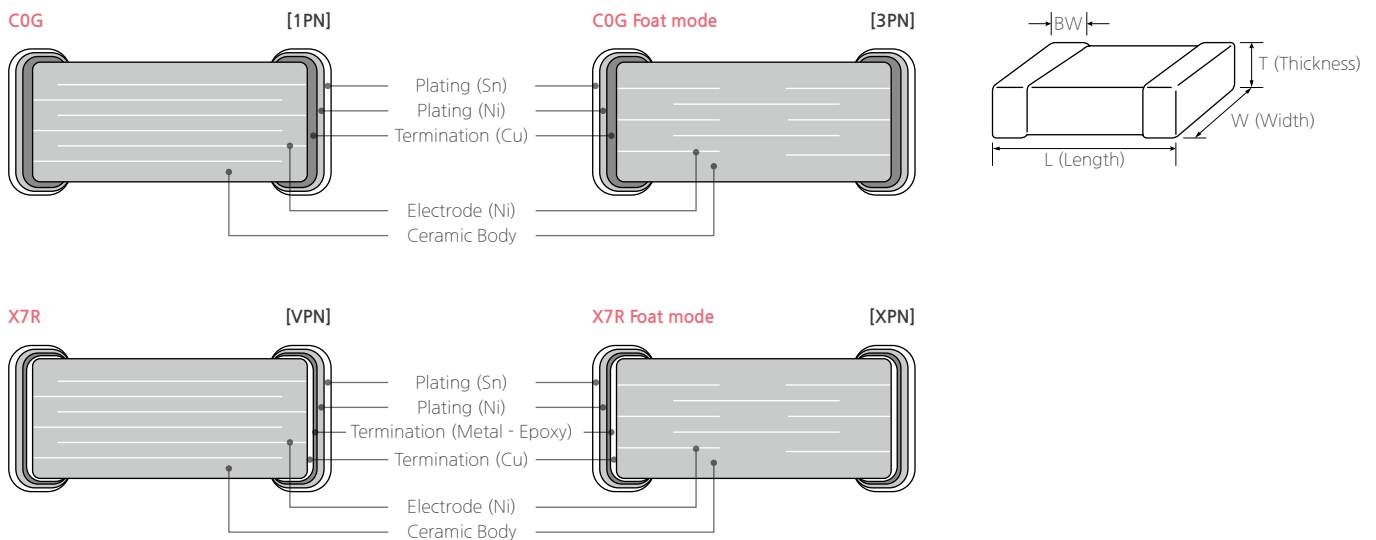 C0G [1PN]
C0G Foat mode [3PN]
BW
T (Thickness)
W (Width)
L (Length)
Plating (Sn)
Plating (Ni)
Termination (Cu)
Electrode (Ni)
Ceramic Body
X7R [VPN]
X7R Foat mode [XPN]
Plating (Sn)
Plating (Ni)
Termination (Metal - Epoxy)
Termination (Cu)
Electrode (Ni)
Ceramic Body